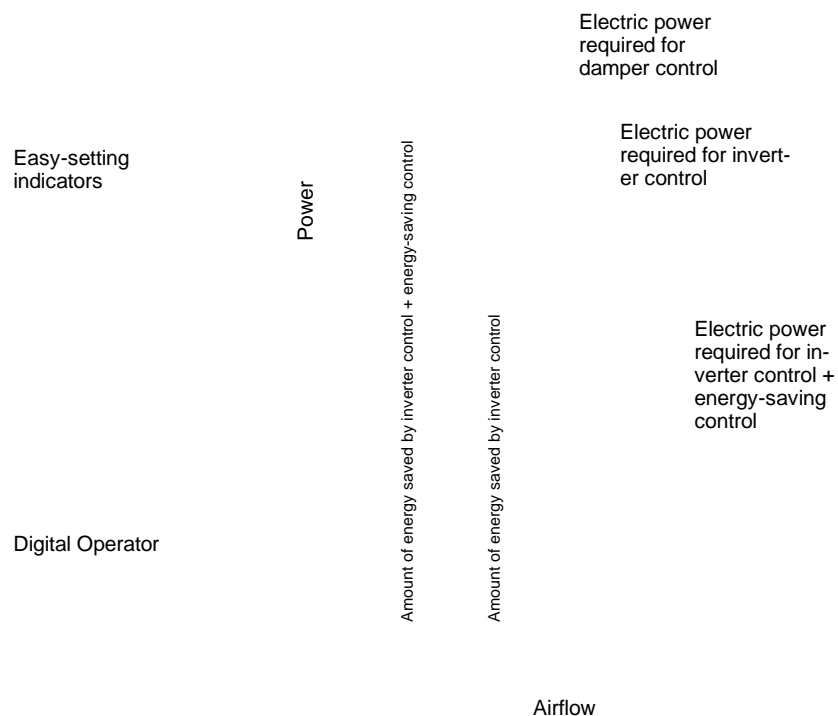 Electric power
required for
damper control
Electric power
required for invert-
er control
Easy-setting
indicators
Power
Amount of energy saved by inverter control + energy-saving control
Amount of energy saved by inverter control
Electric power
required for in-
verter control +
energy-saving
control
Digital Operator
Airflow